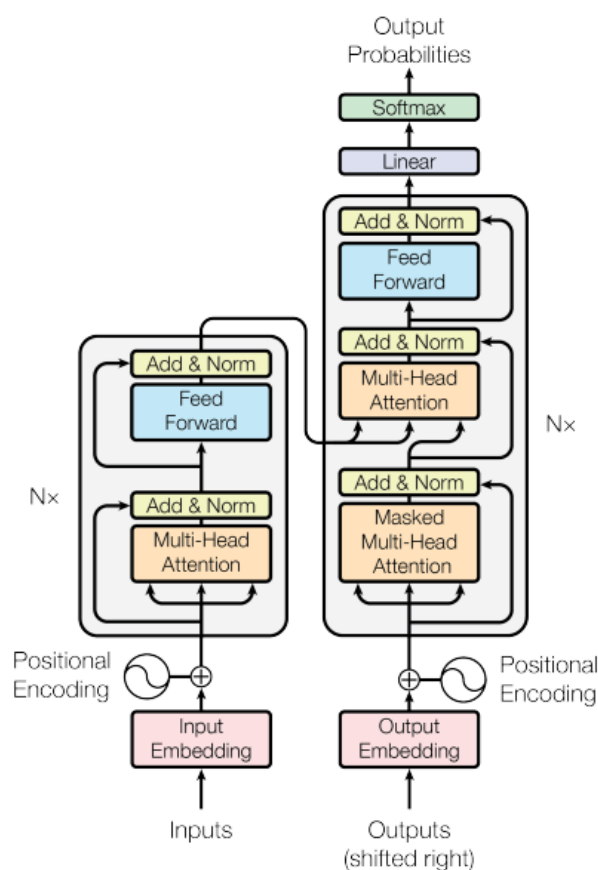 Output
Probabilities
Softmax
Linear
Add & Norm
Feed
Forward
Add & Norm
Multi-Head
Attention
Nx
Add & Norm
Masked
Multi-Head
Attention
Add & Norm
Feed
Forward
Nx
Add & Norm
Multi-Head
Attention
Positional
Encoding
Positional
Encoding
Input
Embedding
Output
Embedding
Inputs
Outputs
(shifted right)